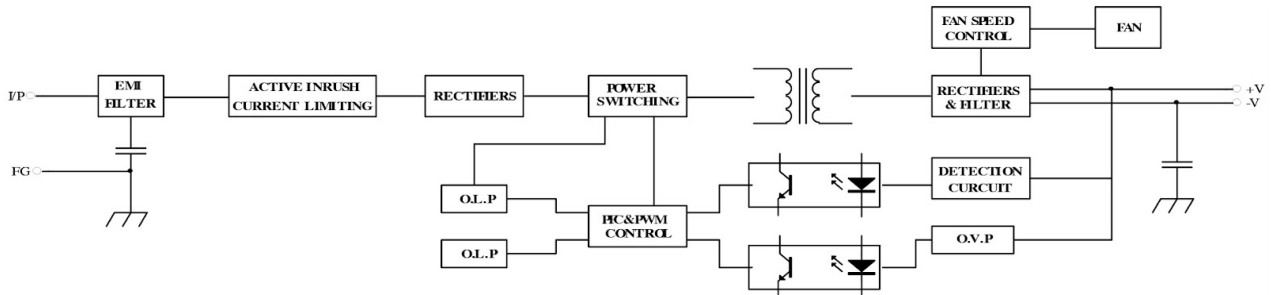 FAN SPEED
CONTROL
FAN
I/P
EMI
FILTER
ACTIVE INRUSH
CURRENT LIMITING
RECTIFIERS
POWER
SWITCHING
RECTIFIERS
& FILTER
+V
-V
FG
O.L.P
DETECTION
CURCUIT
PIC&PWM
CONTROL
O.L.P
O.V.P